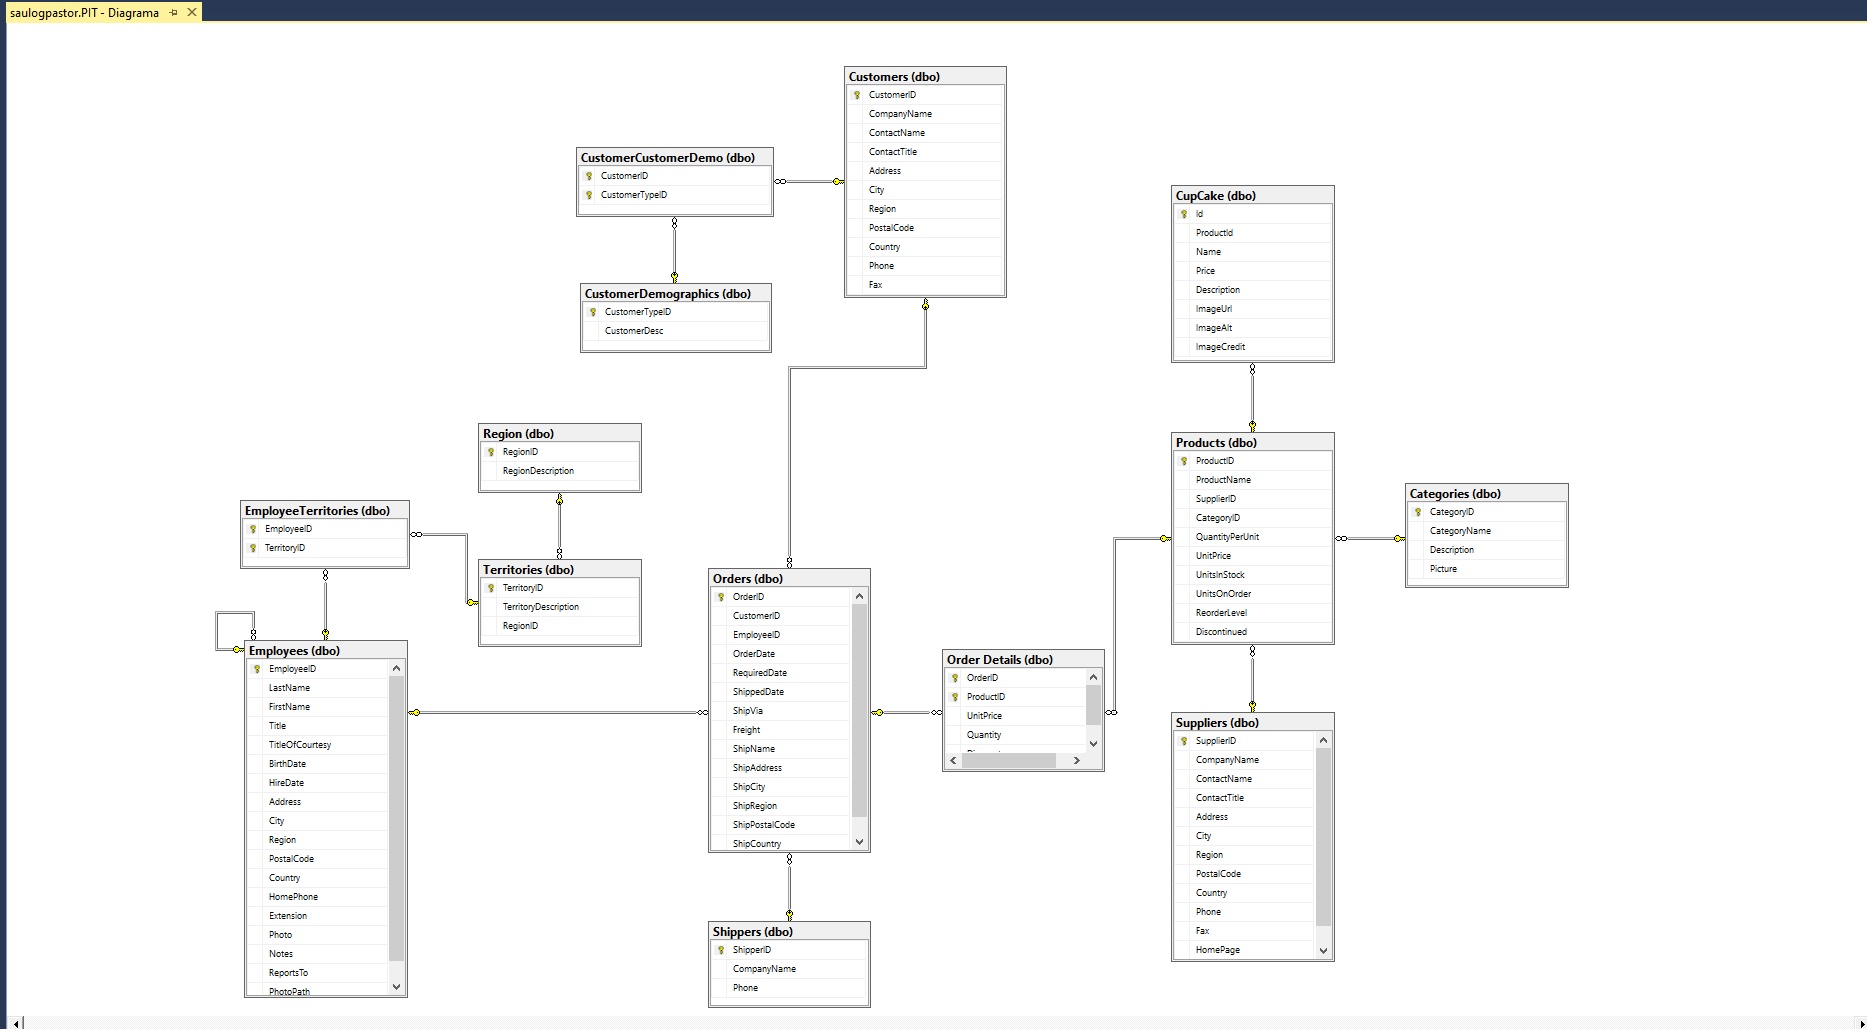 saulogpastor.PIT - Diagrama
Customers (dbo)
CustomerID
CompanyName
ContactName
ContactTitle
Address
City
Region
PostalCode
Country
Phone
Fax
CustomerCustomerDemo (dbo)
CustomerID
CustomerTypeID
CustomerDemographics (dbo)
CustomerTypeID
CustomerDesc
CupCake (dbo)
Id
ProductId
Name
Price
Description
ImageUrl
ImageAlt
ImageCredit
Region (dbo)
RegionID
RegionDescription
Products (dbo)
ProductID
ProductName
SupplierID
CategoryID
QuantityPerUnit
UnitPrice
UnitsInStock
UnitsOnOrder
ReorderLevel
Discontinued
Categories (dbo)
CategoryID
CategoryName
Description
Picture
EmployeeTerritories (dbo)
EmployeeID
TerritoryID
Territories (dbo)
TerritoryID
TerritoryDescription
RegionID
Orders (dbo)
OrderID
CustomerID
EmployeeID
OrderDate
RequiredDate
ShippedDate
ShipVia
Freight
ShipName
ShipAddress
ShipCity
ShipRegion
ShipPostalCode
ShipCountry
Employees (dbo)
EmployeeID
LastName
FirstName
Title
TitleOfCourtesy
BirthDate
HireDate
Address
City
Region
PostalCode
Country
HomePhone
Extension
Photo
Notes
ReportsTo
PhotoPath
Order Details (dbo)
OrderID
ProductID
UnitPrice
Quantity
Suppliers (dbo)
SupplierID
CompanyName
ContactName
ContactTitle
Address
City
Region
PostalCode
Country
Phone
Fax
HomePage
Shippers (dbo)
ShipperID
CompanyName
Phone